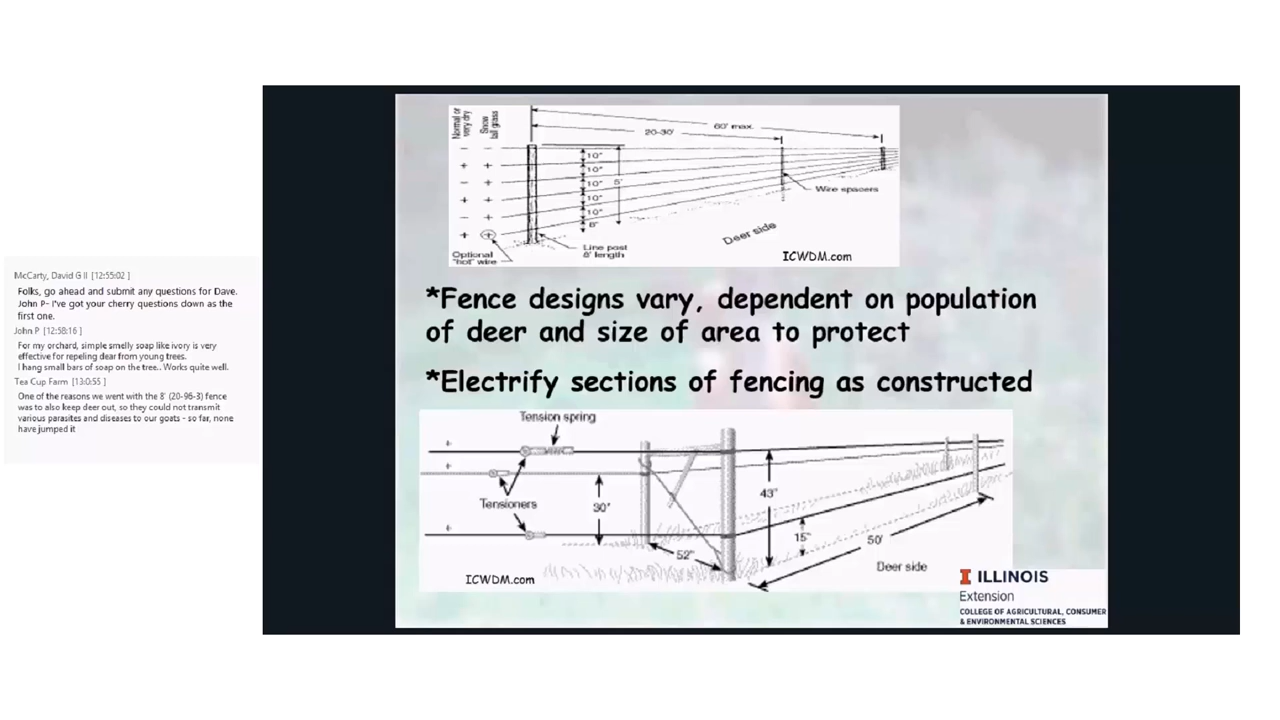 McCarty, David G II [12:55:02 ]
Folks, go ahead and submit any questions for Dave.
John P- I've got your cherry questions down as the
first one.
John P [12:58:16 ]
For my orchard, simple smelly soap like ivory is very
effective for repeling dear from young trees.
I hang small bars of soap on the tree.. Works quite well.
Tea Cup Farm [13:0:55 ]
One of the reasons we went with the 8' (20-96-3) fence
was to also keep deer out, so they could not transmit
various parasites and diseases to our goats - so far, none
have jumped it
Normal or
very dry
Snow
tall grass
60' max.
20-30'
- -
+ +
- +
+ +
- +
+ +
10"
10"
10"
10"
10"
8"
5'
Wire spacers
Deer side
Line post
8' length
Optional
"hot" wire
ICWDM.com
*Fence designs vary, dependent on population
of deer and size of area to protect
*Electrify sections of fencing as constructed
Tension spring
+
+
+
Tensioners
30"
43"
15"
52"
50'
Deer side
ICWDM.com
I ILLINOIS
Extension
COLLEGE OF AGRICULTURAL, CONSUMER
& ENVIRONMENTAL SCIENCES